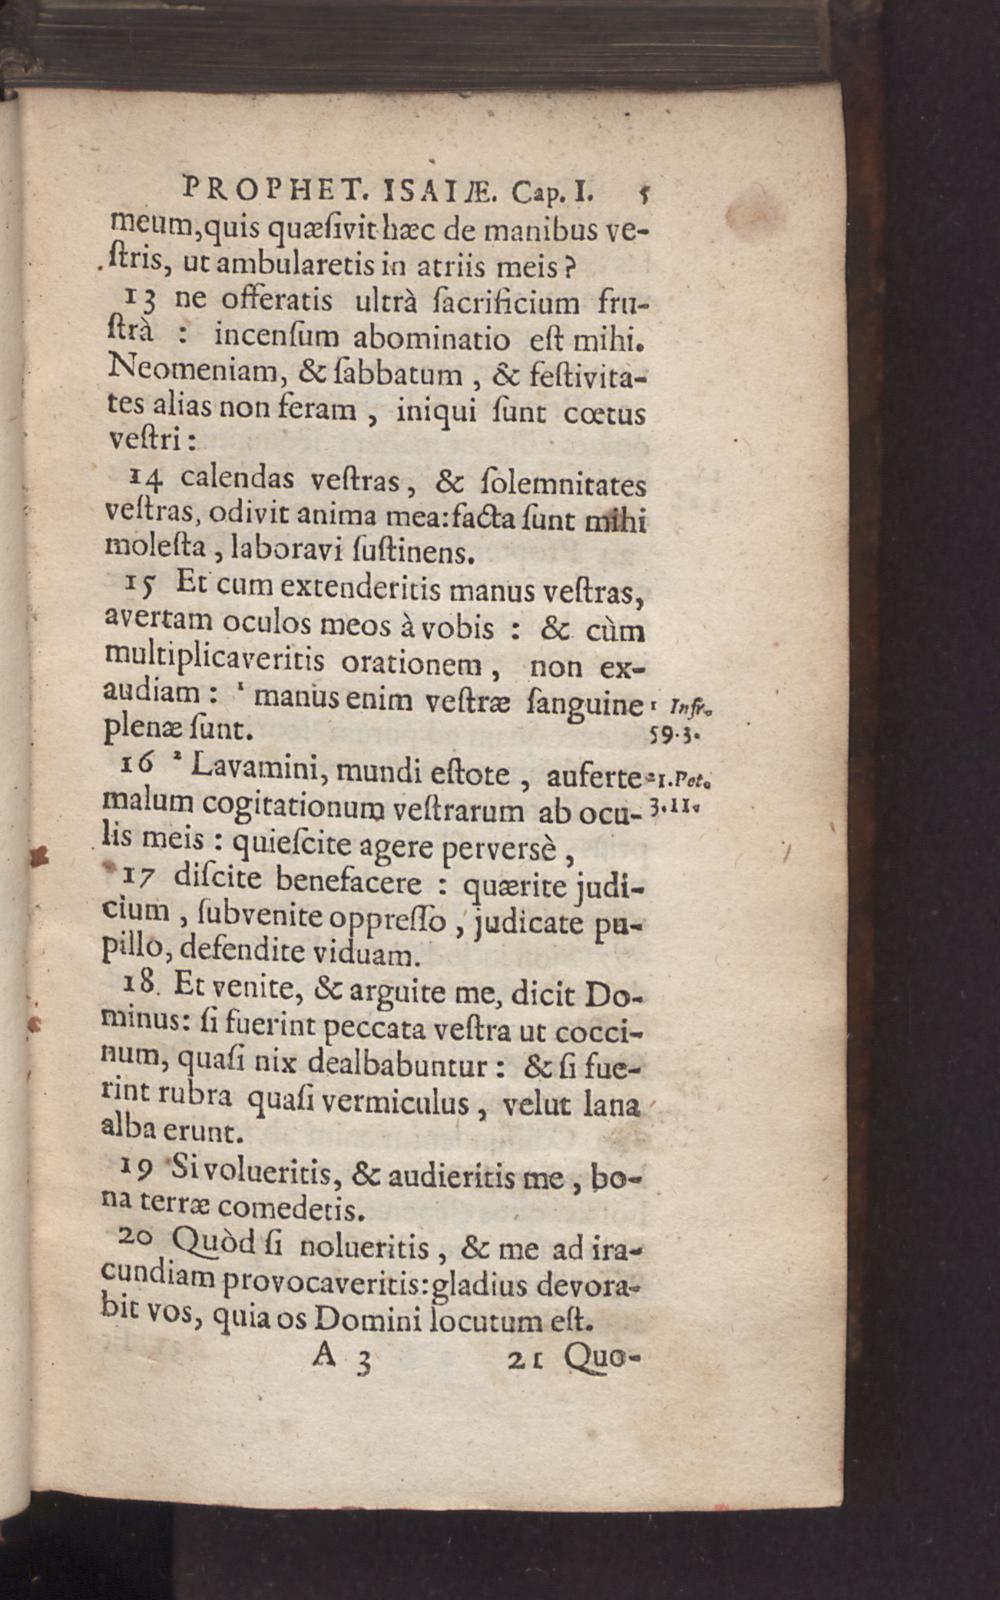 PROPHET. ISAIÆ. Cap. I. 5
meum, quis quæſivit hæc de manibus ve-
ſtris, ut ambularetis in atriis meis?
13 ne offeratis ultrà ſacrificium fru-
ſtrà : incenſum abominatio eſt mihi.
Neomeniam, & ſabbatum , & feſtivita-
tes alias non feram , iniqui ſunt cœtus
veſtri :
14 calendas veſtras , & ſolemnitates
veſtras, odivit anima mea: facta ſunt mihi
moleſta , laboravi ſuſtinens.
15 Et cum extenderitis manus veſtras,
avertam oculos meos à vobis : & cùm
multiplicaveritis orationem , non ex-
audiam : ¹ manus enim veſtræ ſanguine
plenæ ſunt.
¹ Infr.
59.3.
16 ² Lavamini, mundi eſtote , auferte
malum cogitationum veſtrarum ab ocu-
² 1. Pet.
3.11.
lis meis : quieſcite agere perversè ,
17 diſcite benefacere : quærite judi-
cium , ſubvenite oppreſſo , judicate pu-
pillo, defendite viduam.
18. Et venite, & arguite me, dicit Do-
minus: ſi fuerint peccata veſtra ut cocci-
num, quaſi nix dealbabuntur : & ſi fue-
rint rubra quaſi vermiculus , velut lana
alba erunt.
19 Si volueritis, & audieritis me , bo-
na terræ comedetis.
20 Quòd ſi nolueritis , & me ad ira-
cundiam provocaveritis: gladius devora-
bit vos, quia os Domini locutum eſt.
A 3 21 Quo-